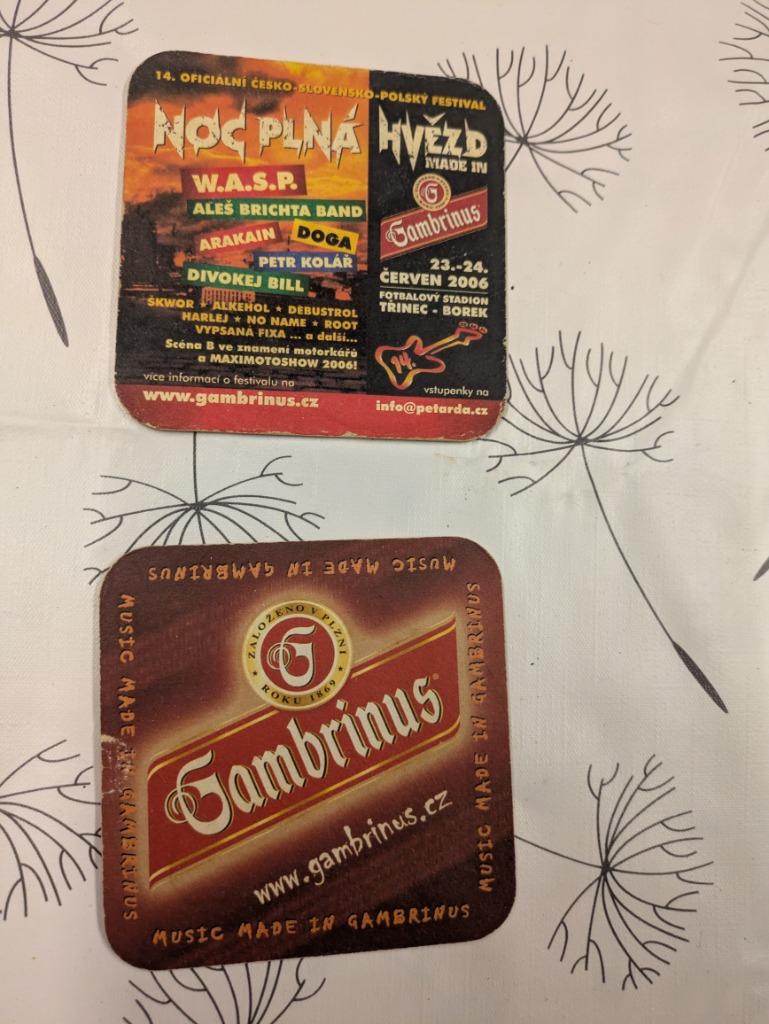 14. OFICIÁLNÍ ČESKO-SLOVENSKO-POLSKÝ FESTIVAL
NOC PLNÁ HVĚZD
MADE IN
G
Gambrinus
W.A.S.P.
ALEŠ BRICHTA BAND
ARAKAIN DOGA
PETR KOLÁŘ
DIVOKEJ BILL
ŠKWOR ★ ALKEHOL ★ DEBUSTROL
HARLEJ ★ NO NAME ★ ROOT
VYPSANÁ FIXA ... a další...
Scéna B ve znamení motorkářů
a MAXIMOTOSHOW 2006!
23.-24.
ČERVEN 2006
FOTBALOVÝ STADION
TŘINEC - BOREK
14.
více informací o festivalu na
www.gambrinus.cz
vstupenky na
info@petarda.cz
MUSIC MADE IN GAMBRINUS
MUSIC MADE IN GAMBRINUS
MUSIC MADE IN GAMBRINUS
ZALOŽENO V PLZNI
G
ROKU 1869
Gambrinus®
www.gambrinus.cz
MUSIC MADE IN GAMBRINUS